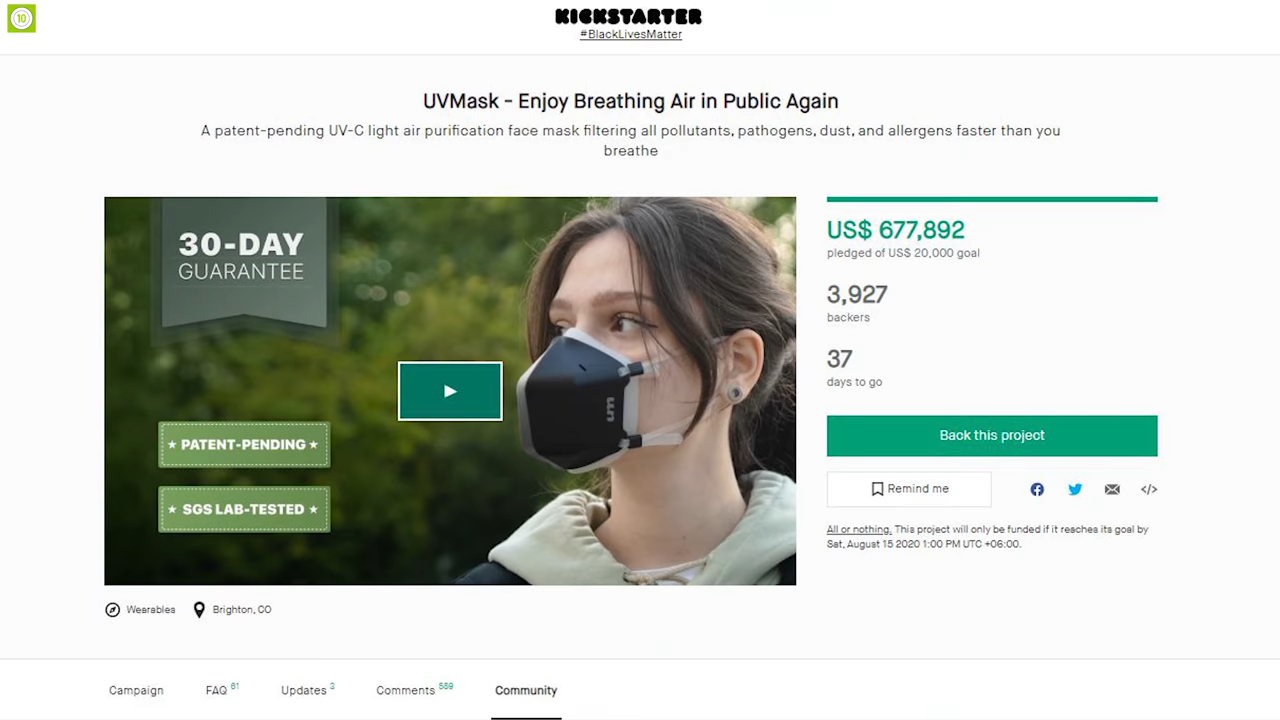 10
KICKSTARTER
#BlackLivesMatter
UVMask - Enjoy Breathing Air in Public Again
A patent-pending UV-C light air purification face mask filtering all pollutants, pathogens, dust, and allergens faster than you
breathe
30-DAY
GUARANTEE
★ PATENT-PENDING ★
★ SGS LAB-TESTED ★
um
US$ 677,892
pledged of US$ 20,000 goal
3,927
backers
37
days to go
Back this project
Remind me
All or nothing. This project will only be funded if it reaches its goal by
Sat, August 15 2020 1:00 PM UTC +06:00.
Wearables Brighton, CO
Campaign FAQ 61 Updates 3 Comments 589 Community